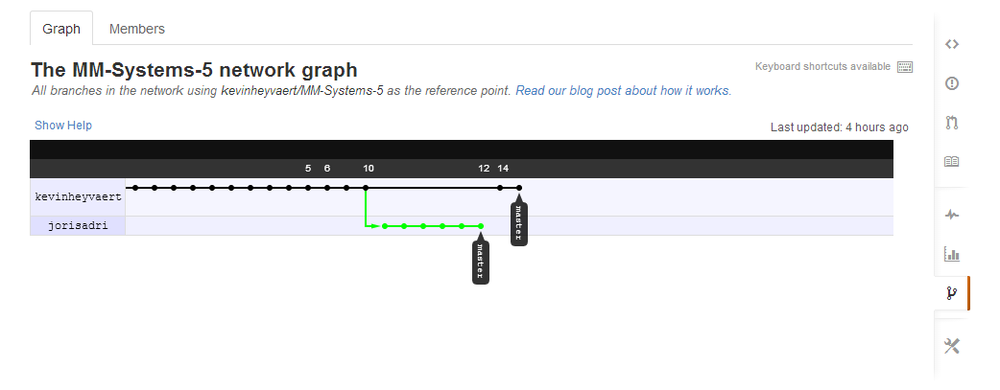 Graph Members
The MM-Systems-5 network graph
Keyboard shortcuts available
All branches in the network using kevinheyvaert/MM-Systems-5 as the reference point. Read our blog post about how it works.
Show Help
Last updated: 4 hours ago
5 6 10 12 14
kevinheyvaert
master
jorisadri
master